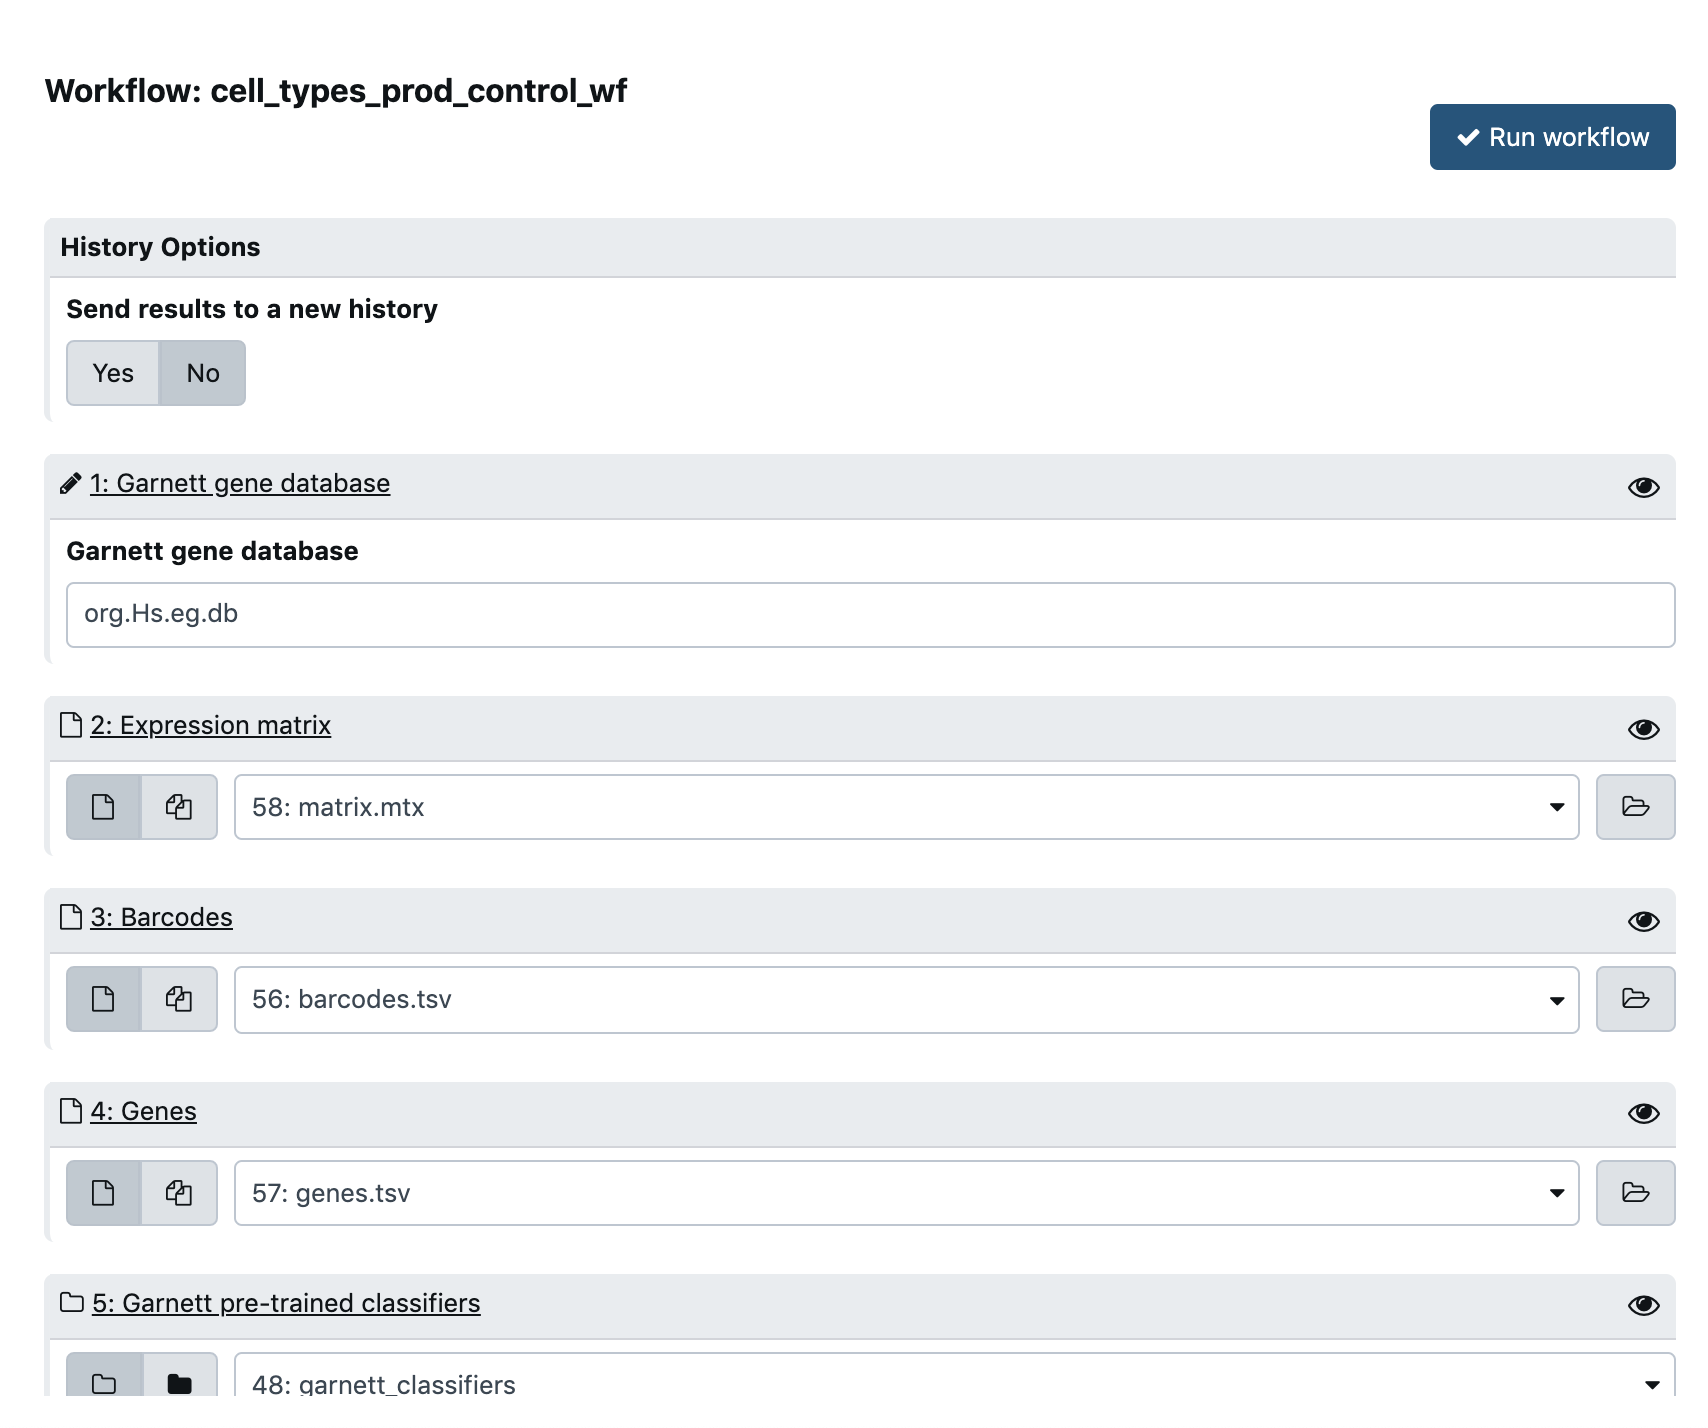 Workflow: cell_types_prod_control_wf
Run workflow
History Options
Send results to a new history
Yes No
1: Garnett gene database
Garnett gene database
org.Hs.eg.db
2: Expression matrix
58: matrix.mtx
3: Barcodes
56: barcodes.tsv
4: Genes
57: genes.tsv
5: Garnett pre-trained classifiers
48: garnett_classifiers